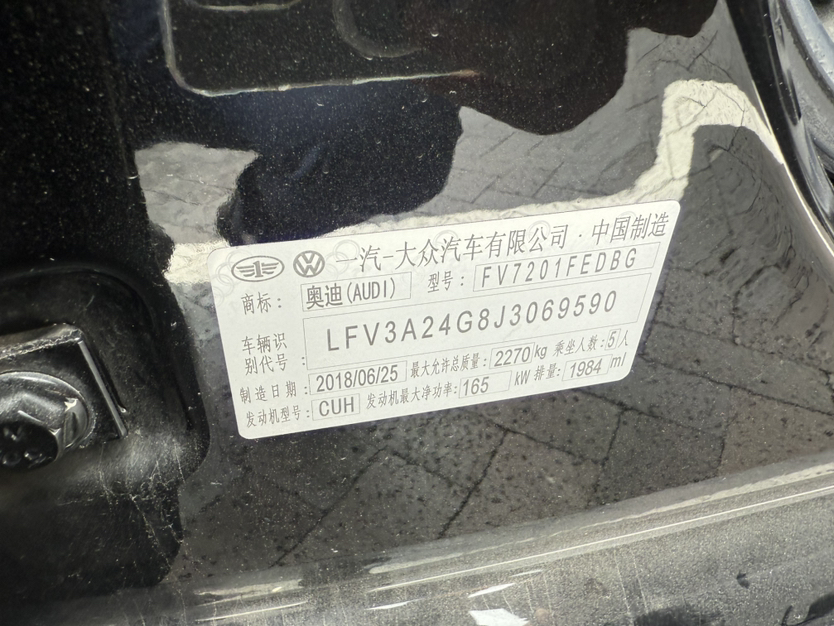 一汽-大众汽车有限公司·中国制造
商标: 奥迪(AUDI) 型号: FV7201FEDBG
车辆识别代号: LFV3A24G8J3069590
制造日期: 2018/06/25 最大允许总质量: 2270kg 乘坐人数: 5人
发动机型号: CUH 发动机最大净功率: 165 kW 排量: 1984 ml